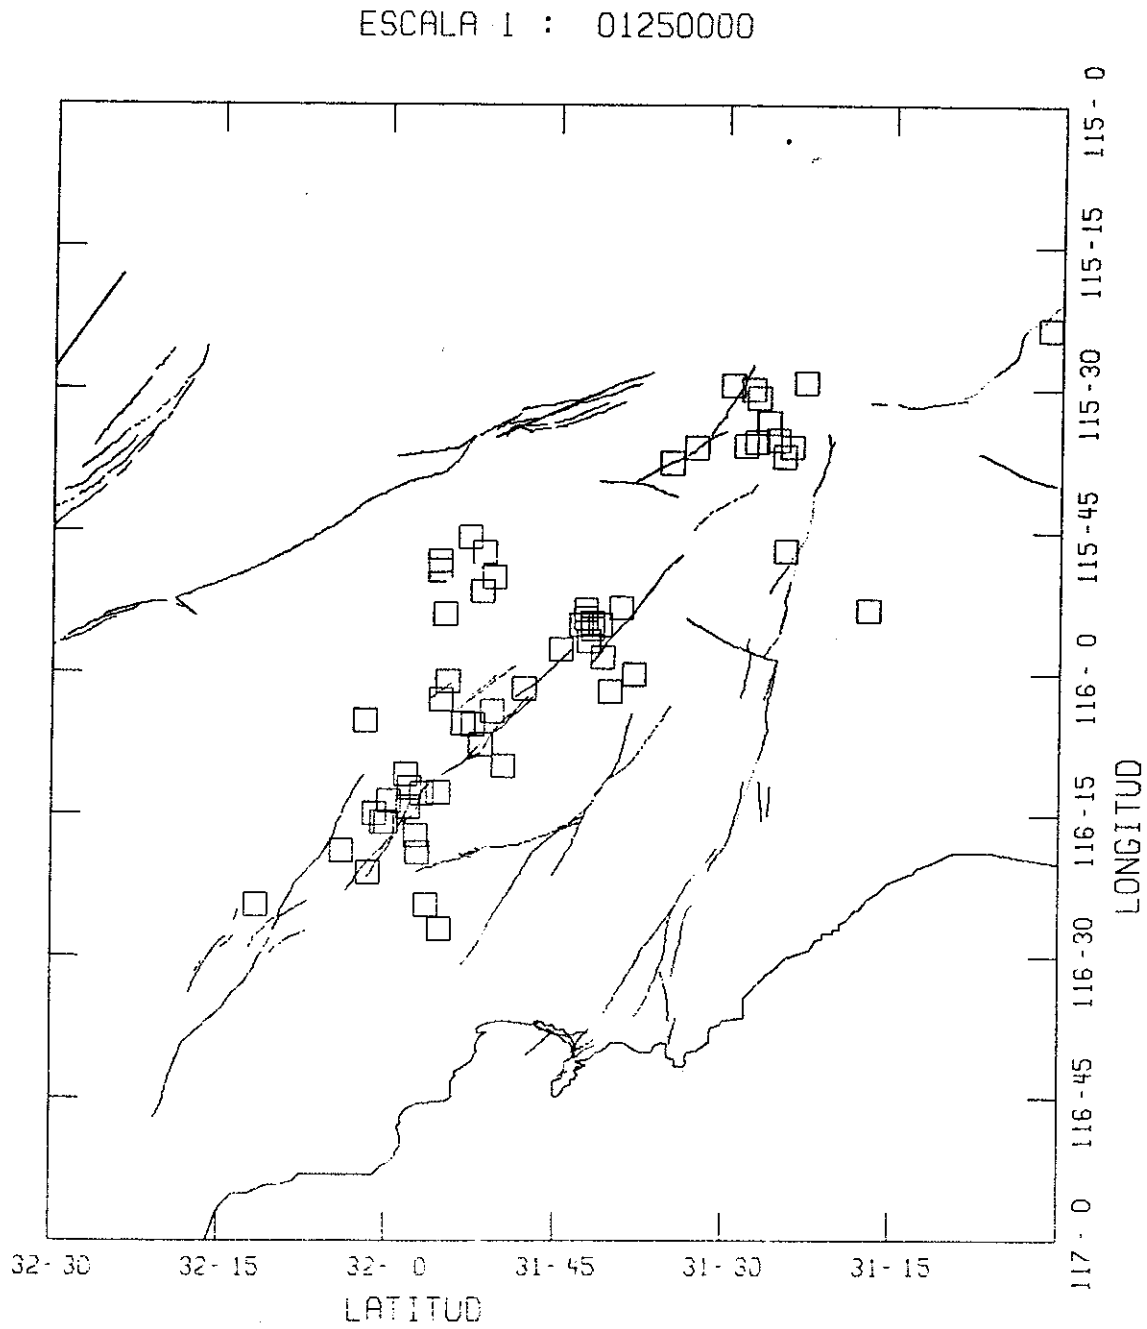 ESCALA 1 : 01250000
115 - 0
115 - 15
115 - 30
115 - 45
116 - 0
116 - 15
116 - 30
116 - 45
117 - 0
LONGITUD
32 - 30
32 - 15
32 - 0
31 - 45
31 - 30
31 - 15
LATITUD